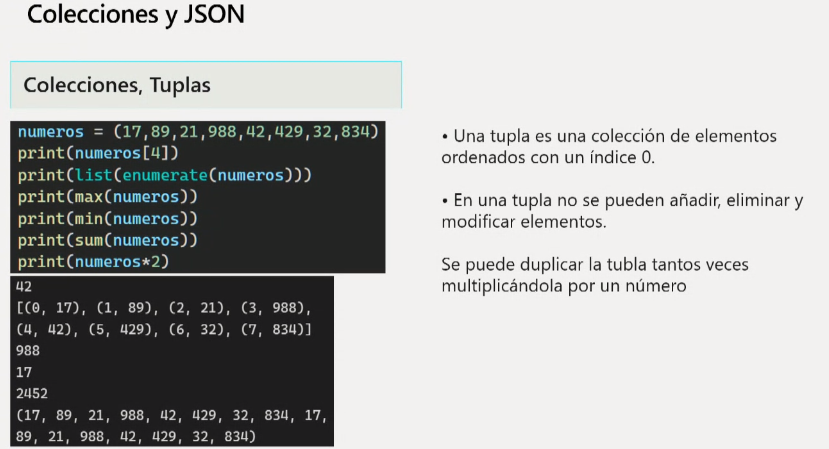 Colecciones y JSON
Colecciones, Tuplas
numeros = (17,89,21,988,42,429,32,834)
print(numeros[4])
print(list(enumerate(numeros)))
print(max(numeros))
print(min(numeros))
print(sum(numeros))
print(numeros*2)
42
[(0, 17), (1, 89), (2, 21), (3, 988),
(4, 42), (5, 429), (6, 32), (7, 834)]
988
17
2452
(17, 89, 21, 988, 42, 429, 32, 834, 17,
89, 21, 988, 42, 429, 32, 834)
• Una tupla es una colección de elementos
ordenados con un índice 0.
• En una tupla no se pueden añadir, eliminar y
modificar elementos.
Se puede duplicar la tubla tantos veces
multiplicándola por un número